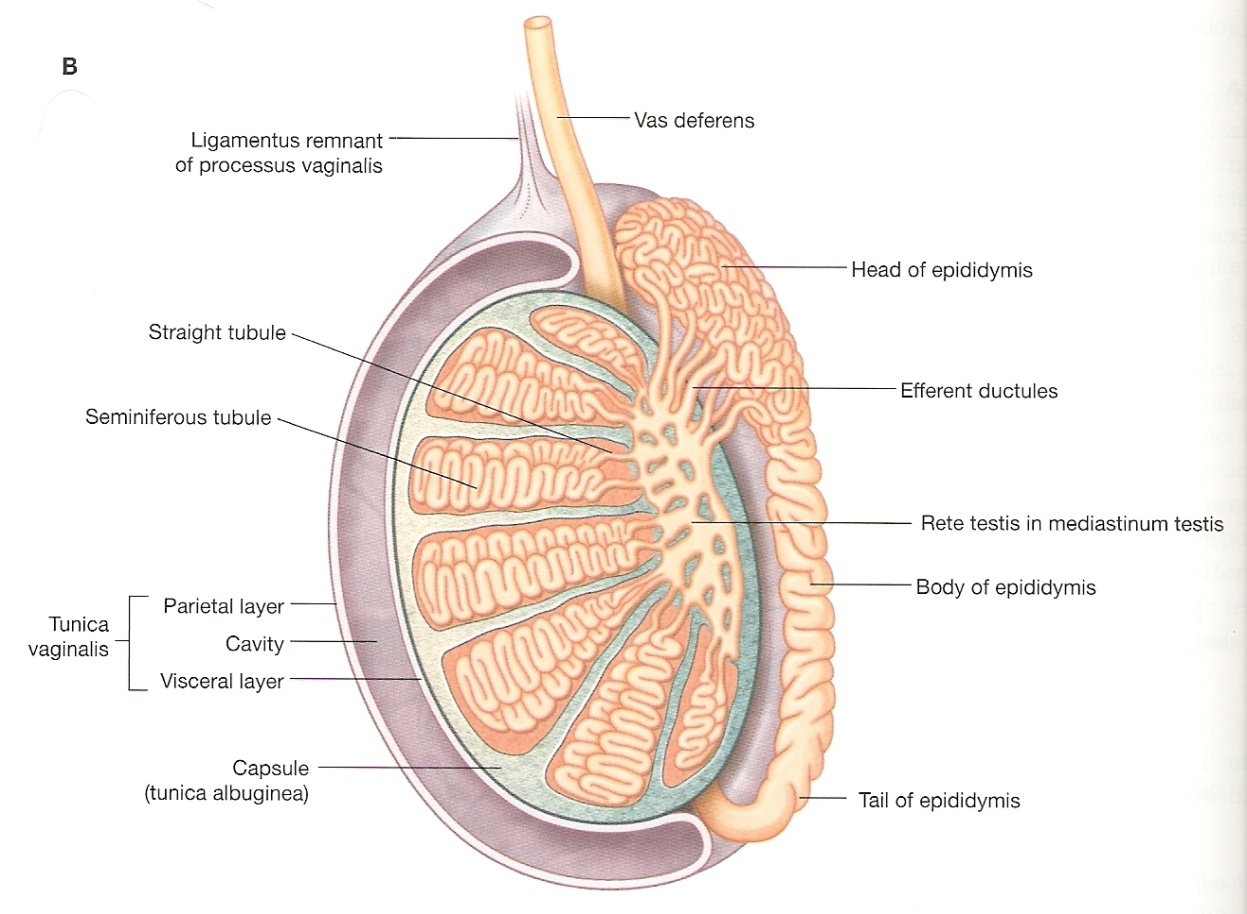 B
Vas deferens
Ligamentus remnant
of processus vaginalis
Head of epididymis
Straight tubule
Efferent ductules
Seminiferous tubule
Rete testis in mediastinum testis
Body of epididymis
Tunica
vaginalis
Parietal layer
Cavity
Visceral layer
Capsule
(tunica albuginea)
Tail of epididymis